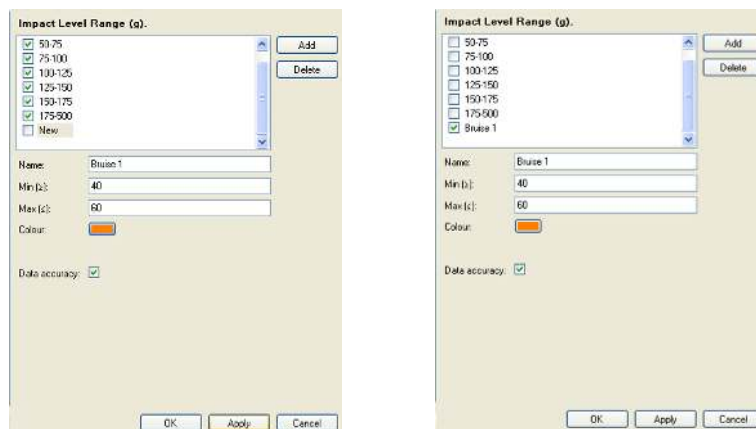 Impact Level Range (g).
50-75
75-100
100-125
125-150
150-175
175-500
New
Add
Delete
Name: Bruise 1
Min (≥): 40
Max (≤): 60
Colour:
Data accuracy:
OK Apply Cancel
Impact Level Range (g).
50-75
75-100
100-125
125-150
150-175
175-500
Bruise 1
Add
Delete
Name: Bruise 1
Min (≥): 40
Max (≤): 60
Colour:
Data accuracy:
OK Apply Cancel